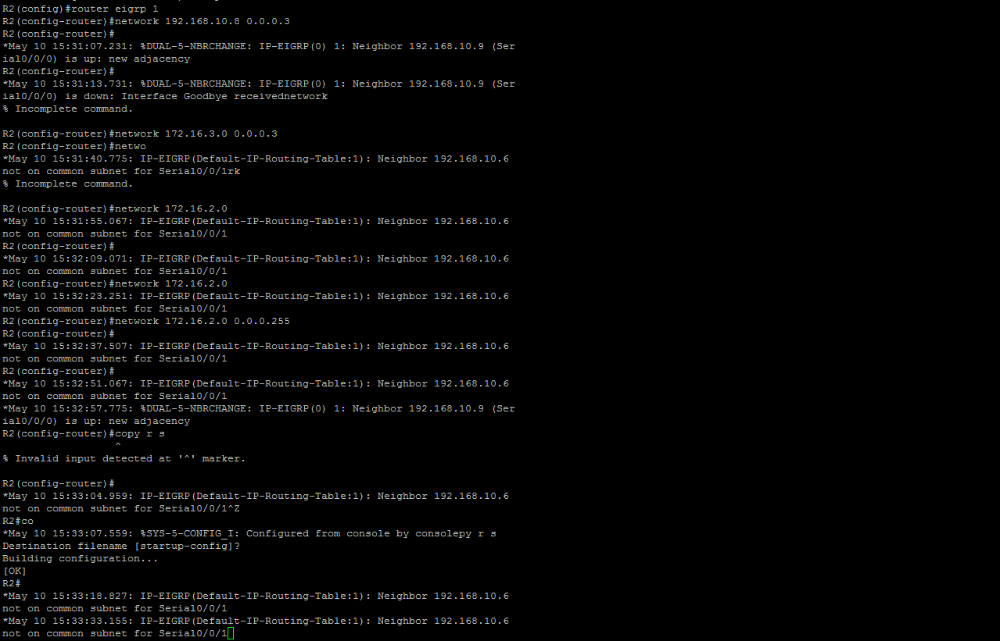 R2(config)#router eigrp 1
R2(config-router)#network 192.168.10.8 0.0.0.3
R2(config-router)#
*May 10 15:31:07.231: %DUAL-5-NBRCHANGE: IP-EIGRP(0) 1: Neighbor 192.168.10.9 (Ser
ial0/0/0) is up: new adjacency
R2(config-router)#
*May 10 15:31:13.731: %DUAL-5-NBRCHANGE: IP-EIGRP(0) 1: Neighbor 192.168.10.9 (Ser
ial0/0/0) is down: Interface Goodbye receivednetwork
% Incomplete command.

R2(config-router)#network 172.16.3.0 0.0.0.3
R2(config-router)#netwo
*May 10 15:31:40.775: IP-EIGRP(Default-IP-Routing-Table:1): Neighbor 192.168.10.6
not on common subnet for Serial0/0/1rk
% Incomplete command.

R2(config-router)#network 172.16.2.0
*May 10 15:31:55.067: IP-EIGRP(Default-IP-Routing-Table:1): Neighbor 192.168.10.6
not on common subnet for Serial0/0/1
R2(config-router)#
*May 10 15:32:09.071: IP-EIGRP(Default-IP-Routing-Table:1): Neighbor 192.168.10.6
not on common subnet for Serial0/0/1
R2(config-router)#network 172.16.2.0
*May 10 15:32:23.251: IP-EIGRP(Default-IP-Routing-Table:1): Neighbor 192.168.10.6
not on common subnet for Serial0/0/1
R2(config-router)#network 172.16.2.0 0.0.0.255
R2(config-router)#
*May 10 15:32:37.507: IP-EIGRP(Default-IP-Routing-Table:1): Neighbor 192.168.10.6
not on common subnet for Serial0/0/1
R2(config-router)#
*May 10 15:32:51.067: IP-EIGRP(Default-IP-Routing-Table:1): Neighbor 192.168.10.6
not on common subnet for Serial0/0/1
*May 10 15:32:57.775: %DUAL-5-NBRCHANGE: IP-EIGRP(0) 1: Neighbor 192.168.10.9 (Ser
ial0/0/0) is up: new adjacency
R2(config-router)#copy r s
^
% Invalid input detected at '^' marker.

R2(config-router)#
*May 10 15:33:04.959: IP-EIGRP(Default-IP-Routing-Table:1): Neighbor 192.168.10.6
not on common subnet for Serial0/0/1^Z
R2#co
*May 10 15:33:07.559: %SYS-5-CONFIG_I: Configured from console by consolepy r s
Destination filename [startup-config]?
Building configuration...
[OK]
R2#
*May 10 15:33:18.827: IP-EIGRP(Default-IP-Routing-Table:1): Neighbor 192.168.10.6
not on common subnet for Serial0/0/1
*May 10 15:33:33.155: IP-EIGRP(Default-IP-Routing-Table:1): Neighbor 192.168.10.6
not on common subnet for Serial0/0/1